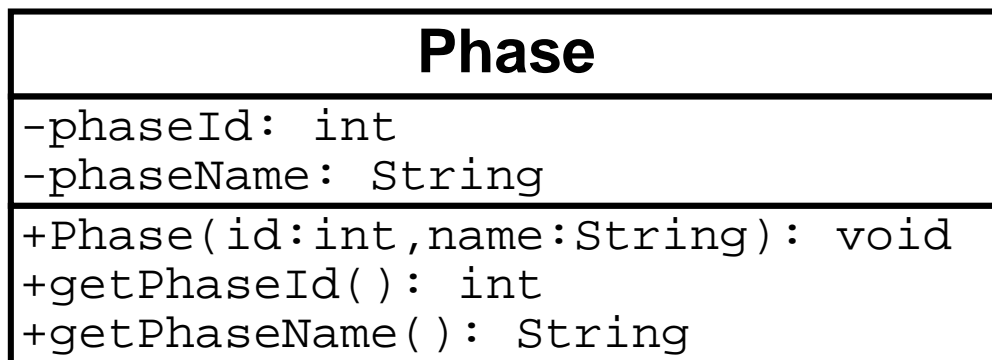 Phase
-phaseId: int
-phaseName: String
+Phase(id:int,name:String): void
+getPhaseId(): int
+getPhaseName(): String